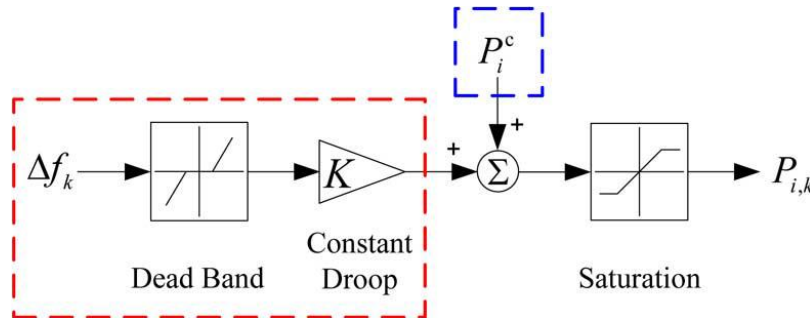 P_i^c
+
Δf_k
K
+
Σ
P_{i,k}
Constant
Droop
Dead Band
Saturation